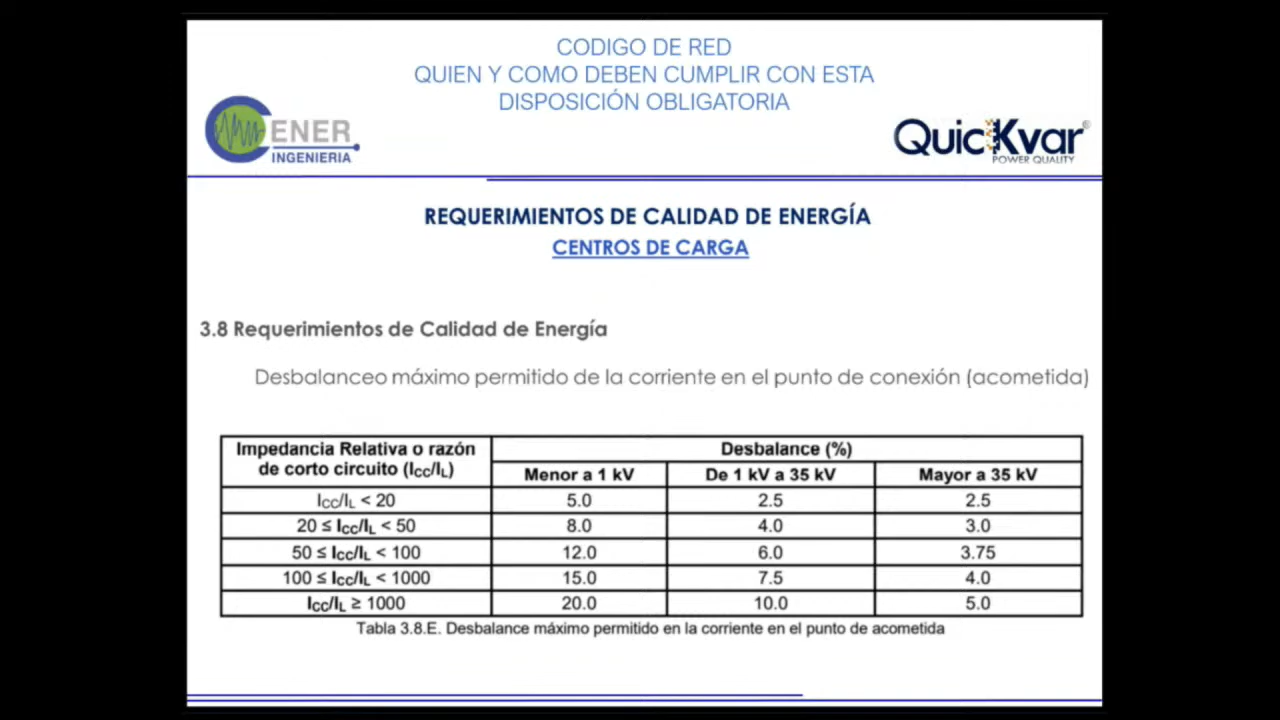 CODIGO DE RED
QUIEN Y COMO DEBEN CUMPLIR CON ESTA
DISPOSICIÓN OBLIGATORIA
CENER
INGENIERIA
QuicKvar®
POWER QUALITY
REQUERIMIENTOS DE CALIDAD DE ENERGÍA
CENTROS DE CARGA
3.8 Requerimientos de Calidad de Energía
Desbalanceo máximo permitido de la corriente en el punto de conexión (acometida)
Impedancia Relativa o razón de corto circuito (ICC/IL) Desbalance (%)
Menor a 1 kV De 1 kV a 35 kV Mayor a 35 kV
ICC/IL < 20 5.0 2.5 2.5
20 ≤ ICC/IL < 50 8.0 4.0 3.0
50 ≤ ICC/IL < 100 12.0 6.0 3.75
100 ≤ ICC/IL < 1000 15.0 7.5 4.0
ICC/IL ≥ 1000 20.0 10.0 5.0
Tabla 3.8.E. Desbalance máximo permitido en la corriente en el punto de acometida